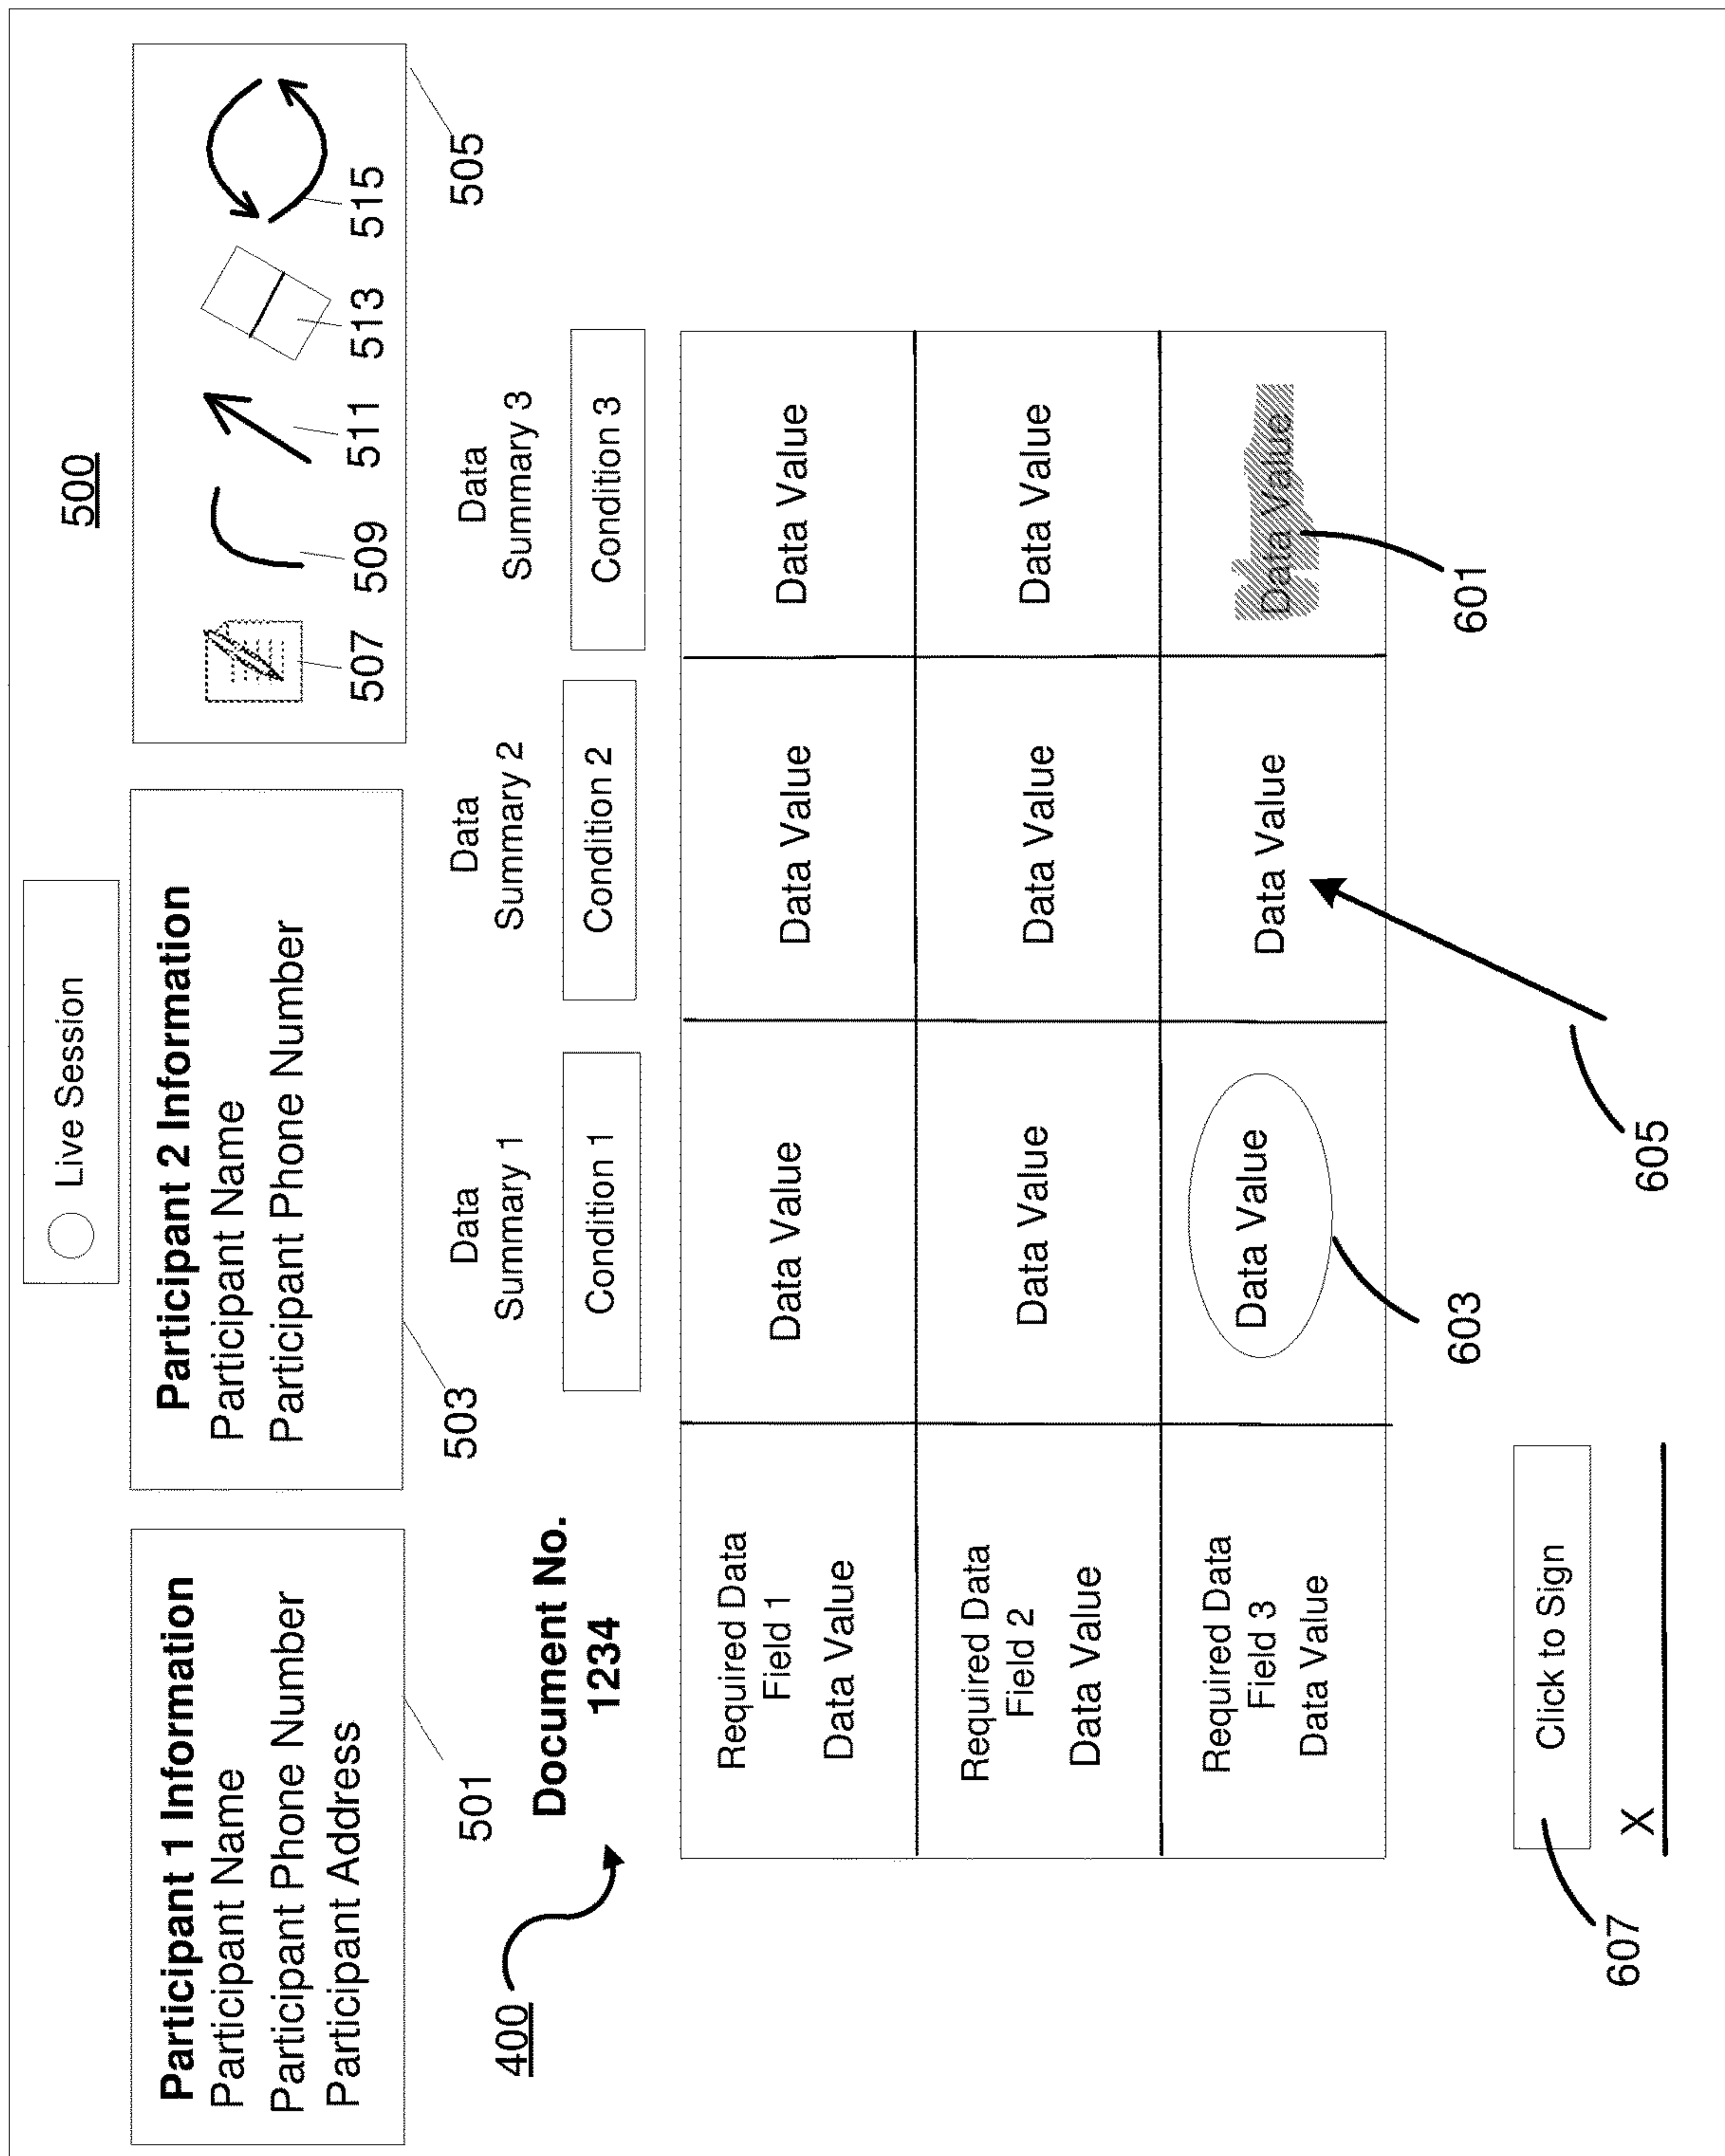 500
Live Session
Participant 1 Information
Participant Name
Participant Phone Number
Participant Address
501
Participant 2 Information
Participant Name
Participant Phone Number
503
507
509
511
513
515
505
400
Document No.
1234
Data
Summary 1
Condition 1
Data
Summary 2
Condition 2
Data
Summary 3
Condition 3
Required Data
Field 1
Data Value
Data Value
Data Value
Data Value
Required Data
Field 2
Data Value
Data Value
Data Value
Data Value
Required Data
Field 3
Data Value
Data Value
Data Value
Data Value
601
603
605
607
Click to Sign
X